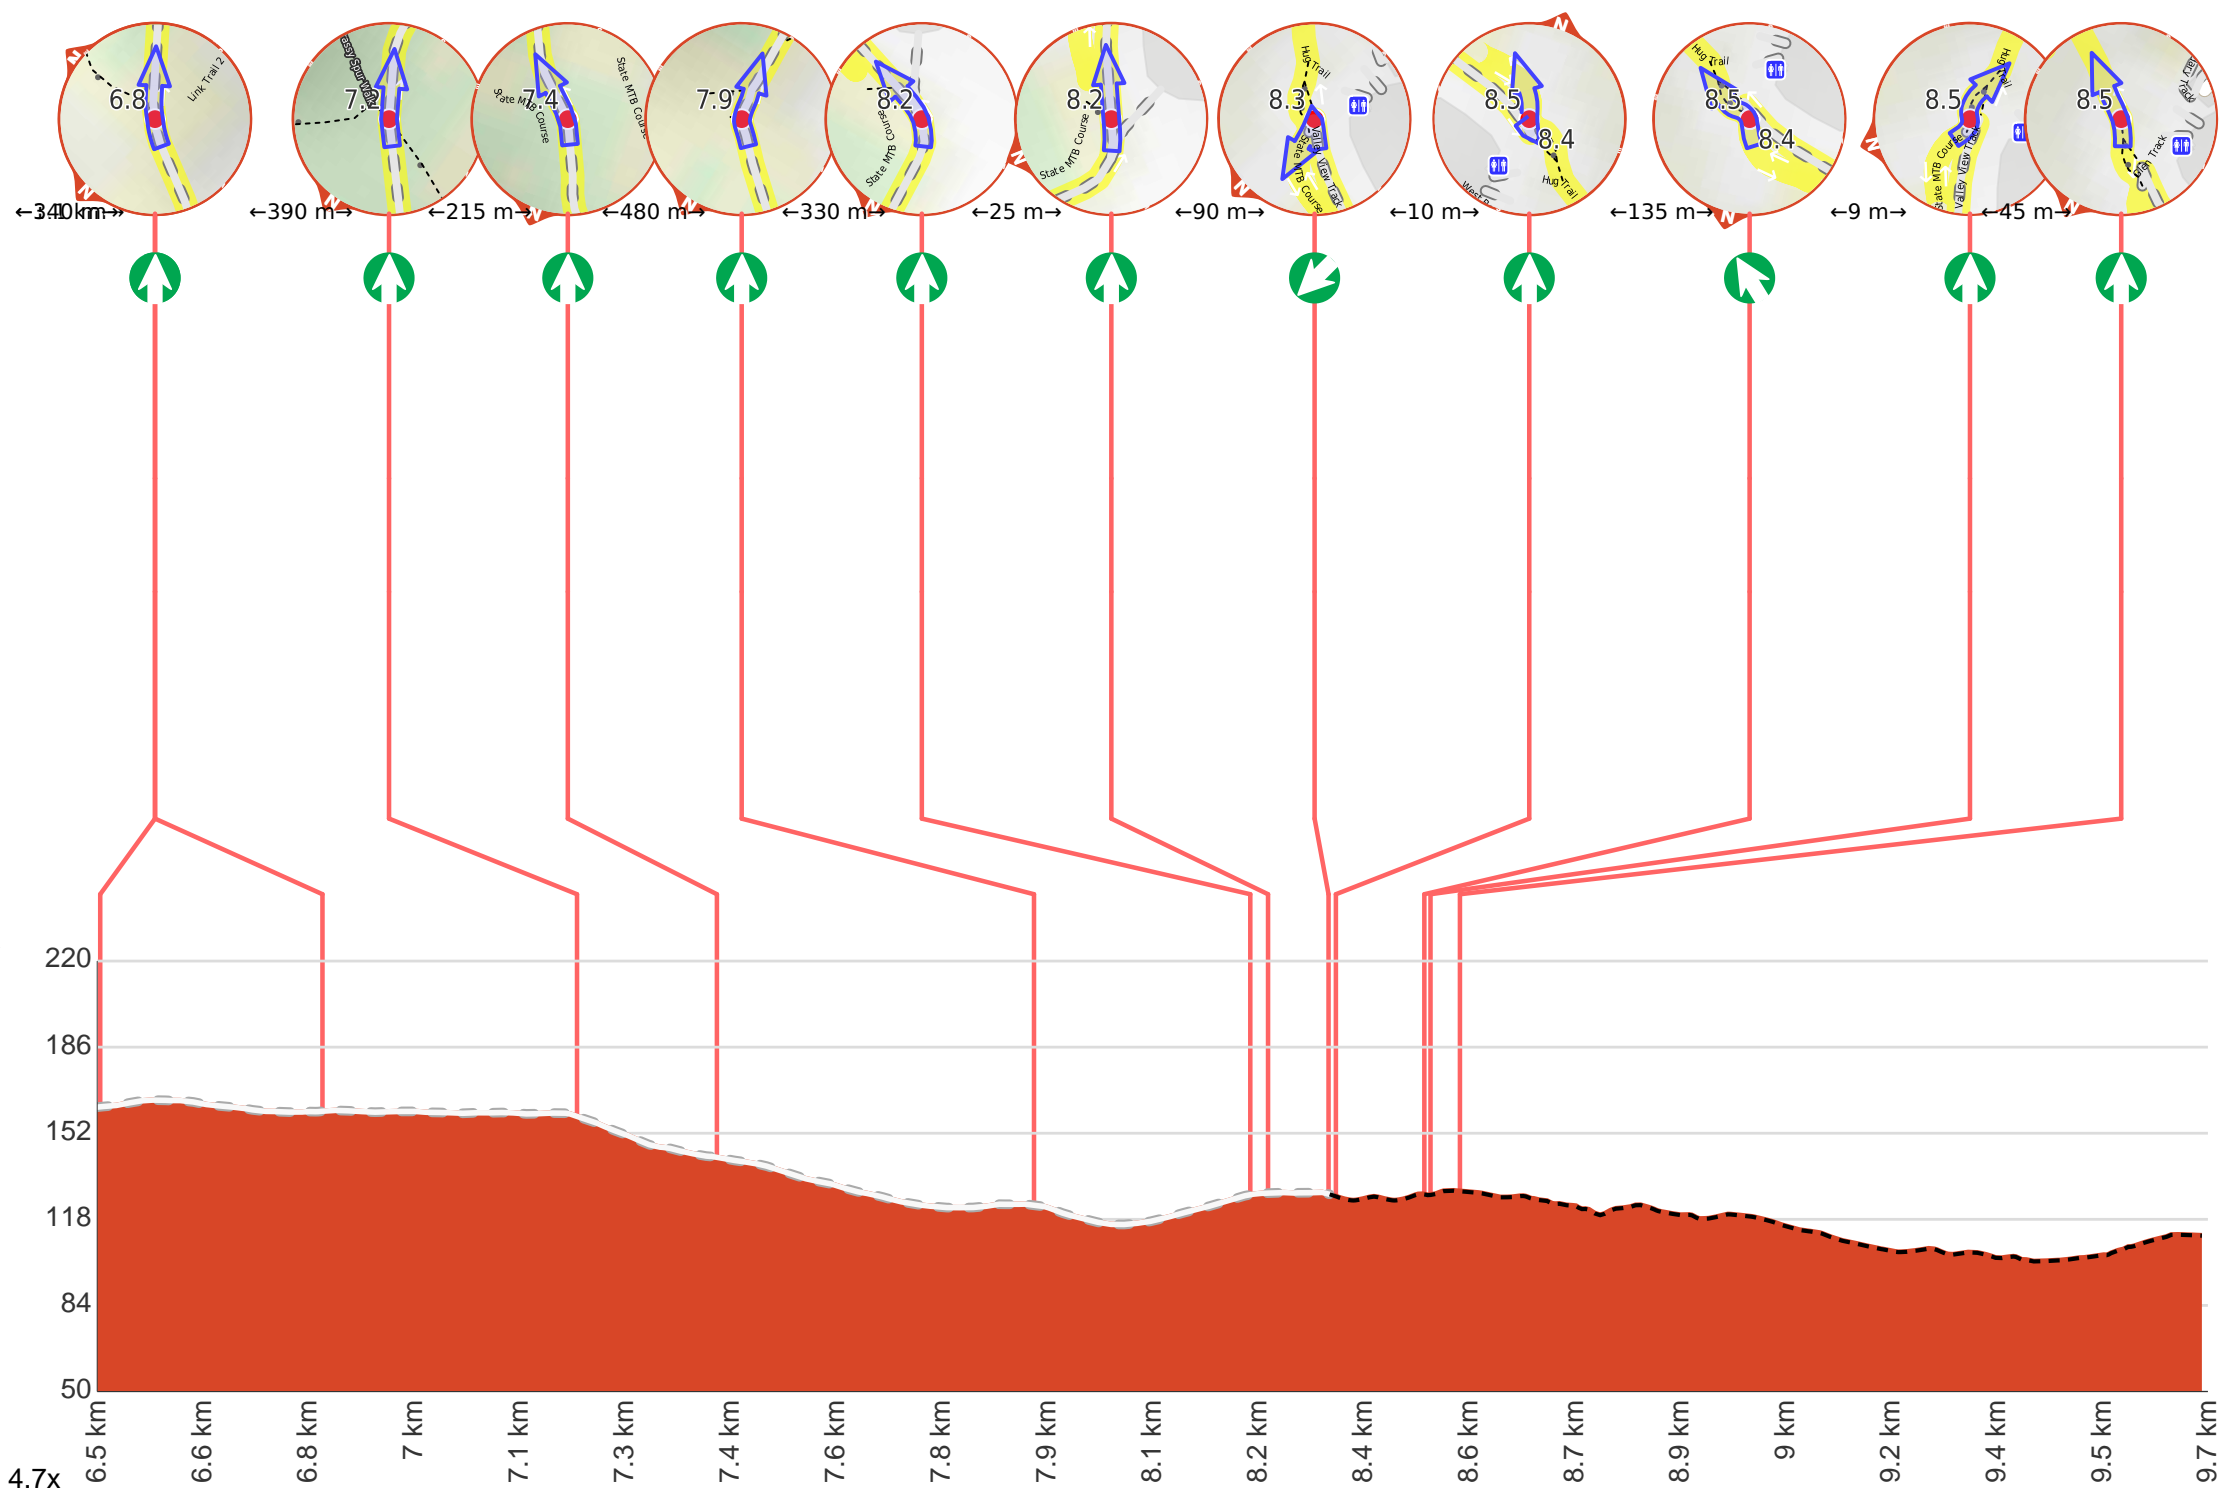 N
N
6.8
Link Trail 2
7.2
N
State MTB Course
7.4
State MTB Course
N
7.9
N
8.2
State MTB Course
N
8.2
State MTB Course
N
Hug Trail
8.3
Valley View Track
State MTB Course
N
N
8.5
8.4
Hug Trail
Hug Trail
8.5
8.4
N
Hug Trail
8.5
State MTB Course
Valley View Track
N
8.5
Track
N
←340 m→
←390 m→
←215 m→
←480 m→
←330 m→
←25 m→
←90 m→
←10 m→
←135 m→
←9 m→
←45 m→
220
186
152
118
84
50
6.5 km
6.6 km
6.8 km
7 km
7.1 km
7.3 km
7.4 km
7.6 km
7.8 km
7.9 km
8.1 km
8.2 km
8.4 km
8.6 km
8.7 km
8.9 km
9 km
9.2 km
9.4 km
9.5 km
9.7 km
4.7x